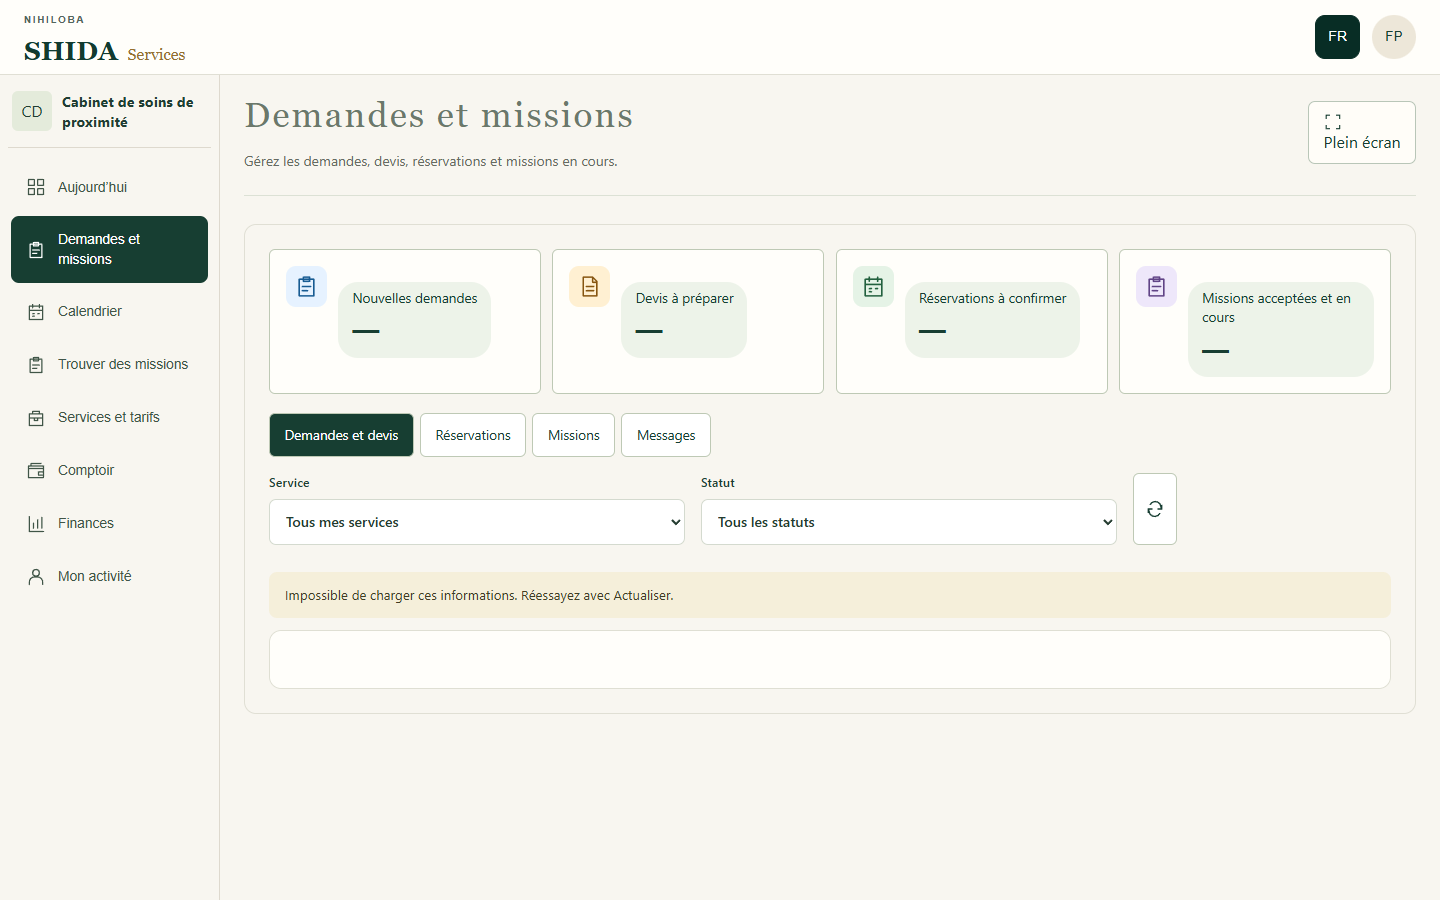 NIHILOBA
SHIDA Services
FR
FP
CD
Cabinet de soins de
proximité
Aujourd'hui
Demandes et
missions
Calendrier
Trouver des missions
Services et tarifs
Comptoir
Finances
Mon activité
Demandes et missions
Gérez les demandes, devis, réservations et missions en cours.
Plein écran
Nouvelles demandes
—
Devis à préparer
—
Réservations à confirmer
—
Missions acceptées et en
cours
—
Demandes et devis
Réservations
Missions
Messages
Service
Tous mes services
Statut
Tous les statuts
Impossible de charger ces informations. Réessayez avec Actualiser.